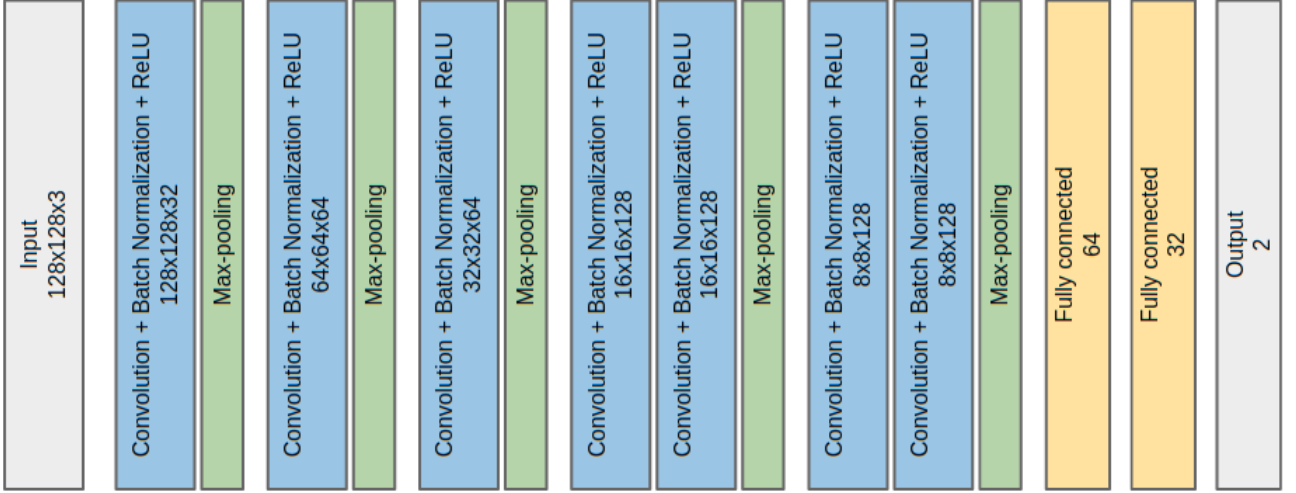 Input
128x128x3
Convolution + Batch Normalization + ReLU
128x128x32
Max-pooling
Convolution + Batch Normalization + ReLU
64x64x64
Max-pooling
Convolution + Batch Normalization + ReLU
32x32x64
Max-pooling
Convolution + Batch Normalization + ReLU
16x16x128
Convolution + Batch Normalization + ReLU
16x16x128
Max-pooling
Convolution + Batch Normalization + ReLU
8x8x128
Convolution + Batch Normalization + ReLU
8x8x128
Max-pooling
Fully connected
64
Fully connected
32
Output
2